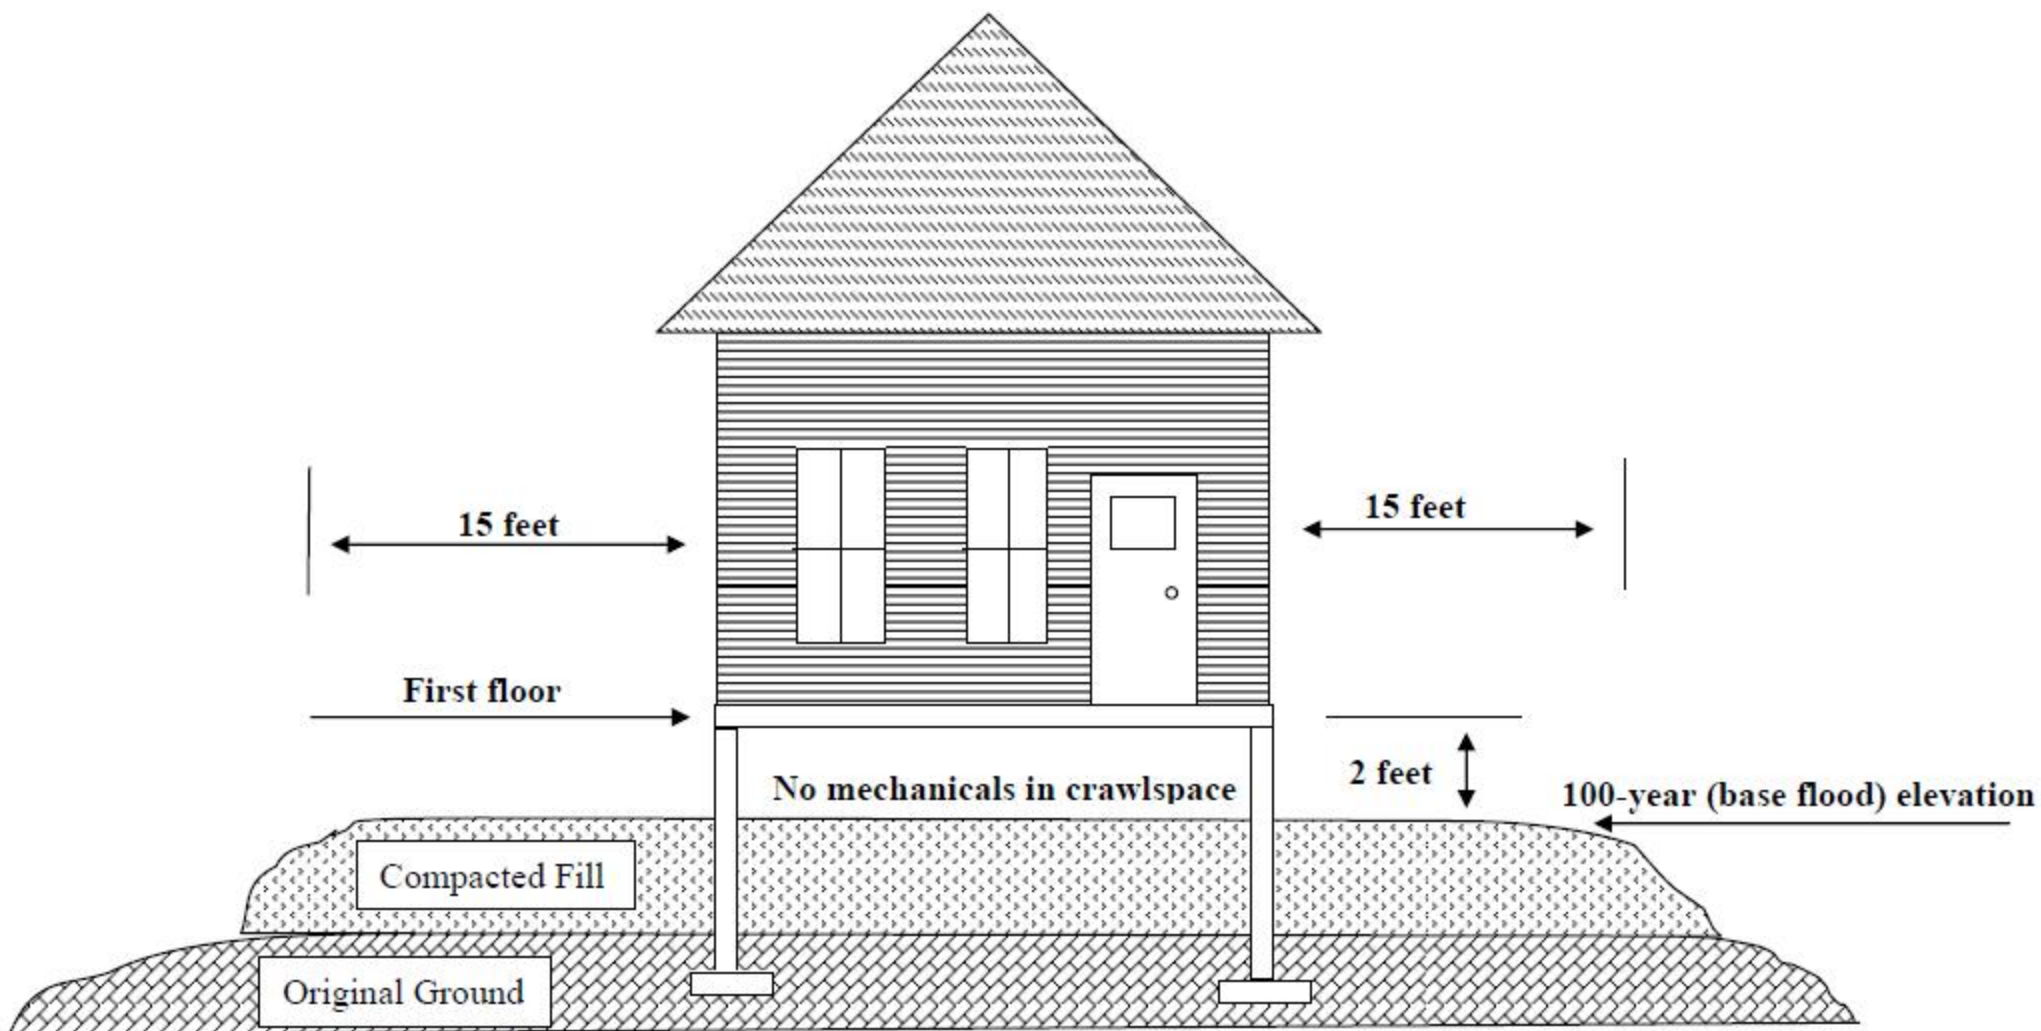 15 feet
15 feet
First floor
2 feet
No mechanicals in crawlspace
100-year (base flood) elevation
Compacted Fill
Original Ground